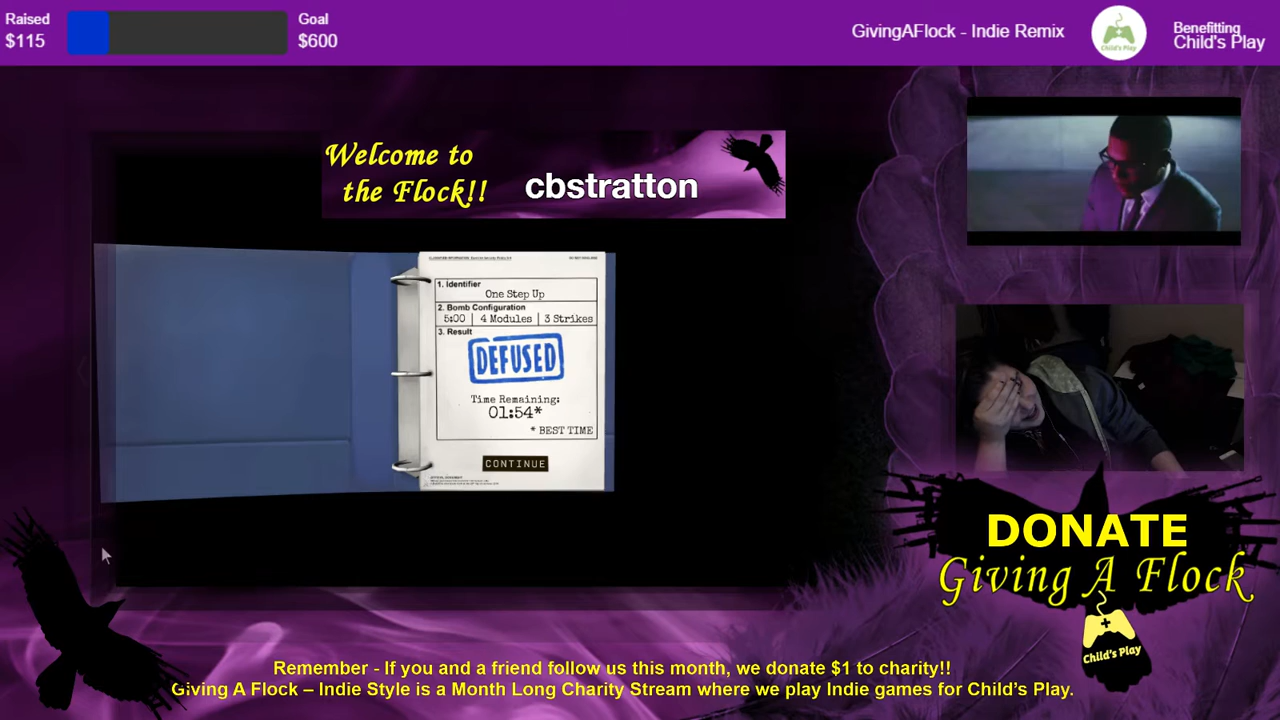 Raised
$115
Goal
$600
GivingAFlock - Indie Remix
Child's Play
Benefitting
Child's Play
Welcome to
the Flock!!
cbstratton
1. Identifier
One Step Up
2. Bomb Configuration
5:00 | 4 Modules | 3 Strikes
3. Result
DEFUSED
Time Remaining:
01:54*
* BEST TIME
CONTINUE
DONATE
Giving A Flock
Child's Play
Remember - If you and a friend follow us this month, we donate $1 to charity!!
Giving A Flock – Indie Style is a Month Long Charity Stream where we play Indie games for Child's Play.